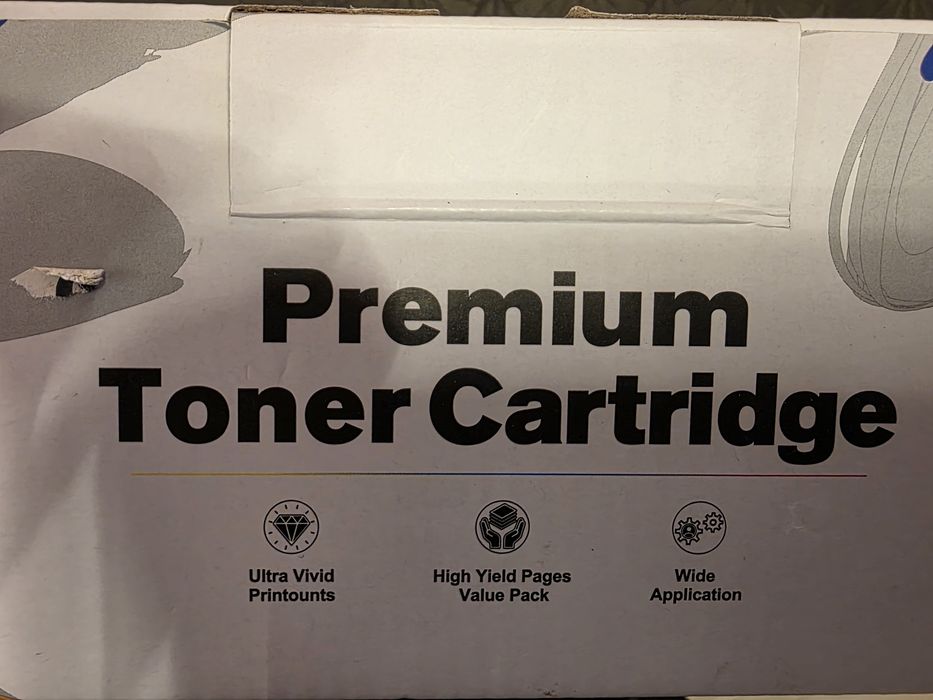 Premium
Toner Cartridge
Ultra Vivid
Printounts
High Yield Pages
Value Pack
Wide
Application